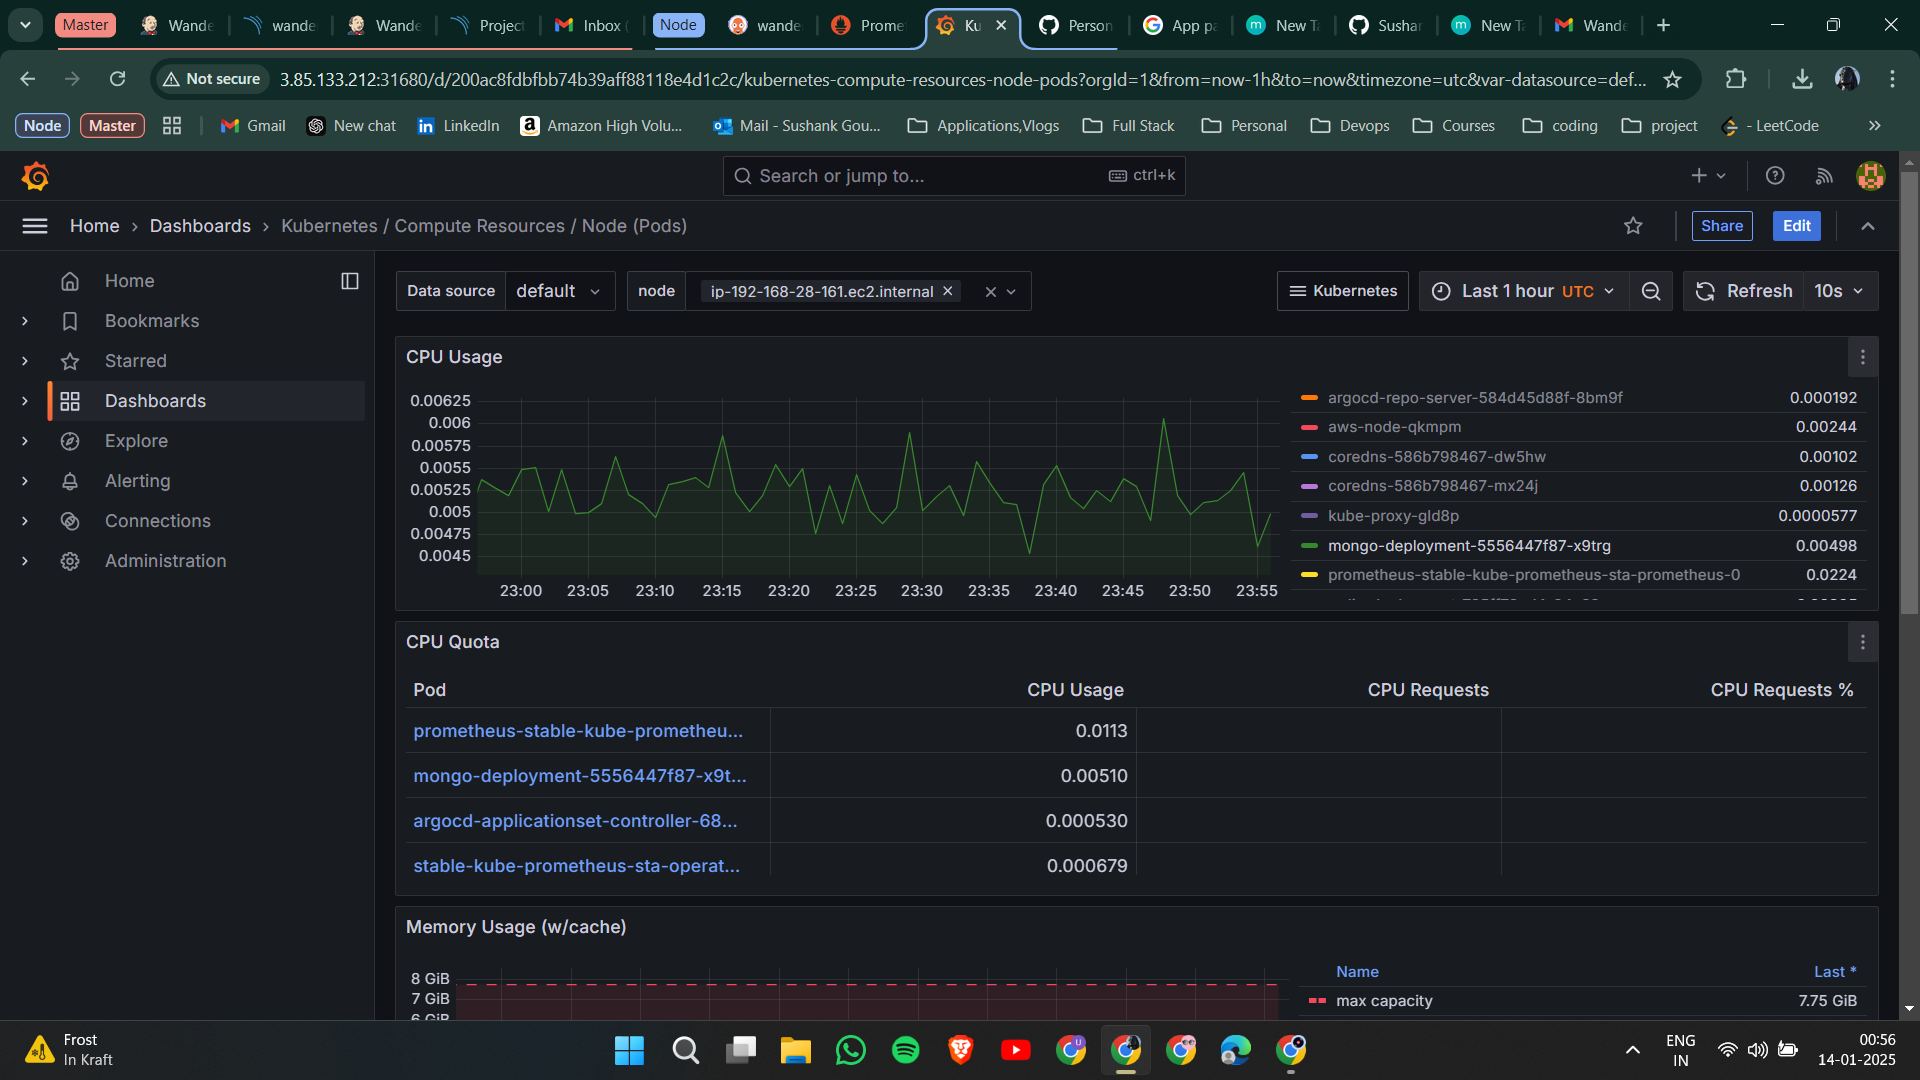 Master
Wande
wande
Wande
Project
Inbox (
Node
wande
Prome
Ku
Person
App pa
New Ta
Sushar
New Ta
Wande
Not secure
3.85.133.212:31680/d/200ac8fdbfbb74b39aff88118e4d1c2c/kubernetes-compute-resources-node-pods?orgId=1&from=now-1h&to=now&timezone=utc&var-datasource=def...
Node
Master
Gmail
New chat
LinkedIn
Amazon High Volu...
Mail - Sushank Gou...
Applications,Vlogs
Full Stack
Personal
Devops
Courses
coding
project
- LeetCode
Search or jump to...
ctrl+k
Home › Dashboards › Kubernetes / Compute Resources / Node (Pods)
Share
Edit
Home
Bookmarks
Starred
Dashboards
Explore
Alerting
Connections
Administration
Data source default
node ip-192-168-28-161.ec2.internal
Kubernetes
Last 1 hour UTC
Refresh 10s
CPU Usage
0.00625
0.006
0.00575
0.0055
0.00525
0.005
0.00475
0.0045
23:00 23:05 23:10 23:15 23:20 23:25 23:30 23:35 23:40 23:45 23:50 23:55
argocd-repo-server-584d45d88f-8bm9f 0.000192
aws-node-qkmpm 0.00244
coredns-586b798467-dw5hw 0.00102
coredns-586b798467-mx24j 0.00126
kube-proxy-gld8p 0.0000577
mongo-deployment-5556447f87-x9trg 0.00498
prometheus-stable-kube-prometheus-sta-prometheus-0 0.0224
CPU Quota
Pod CPU Usage CPU Requests CPU Requests %
prometheus-stable-kube-prometheu... 0.0113
mongo-deployment-5556447f87-x9t... 0.00510
argocd-applicationset-controller-68... 0.000530
stable-kube-prometheus-sta-operat... 0.000679
Memory Usage (w/cache)
8 GiB
7 GiB
6 GiB
Name Last *
max capacity 7.75 GiB
Frost
In Kraft
ENG
IN
00:56
14-01-2025